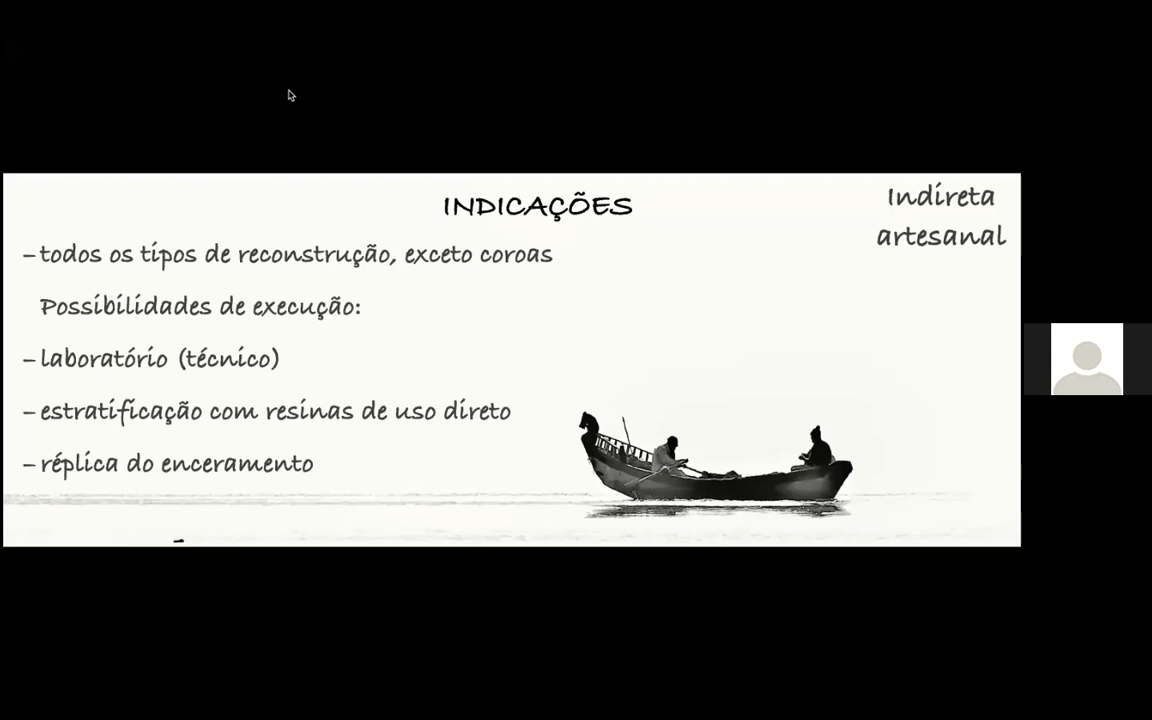 INDICAÇÕES
Indireta
artesanal
– todos os tipos de reconstrução, exceto coroas
Possibilidades de execução:
– laboratório (técnico)
– estratificação com resinas de uso direto
– réplica do enceramento